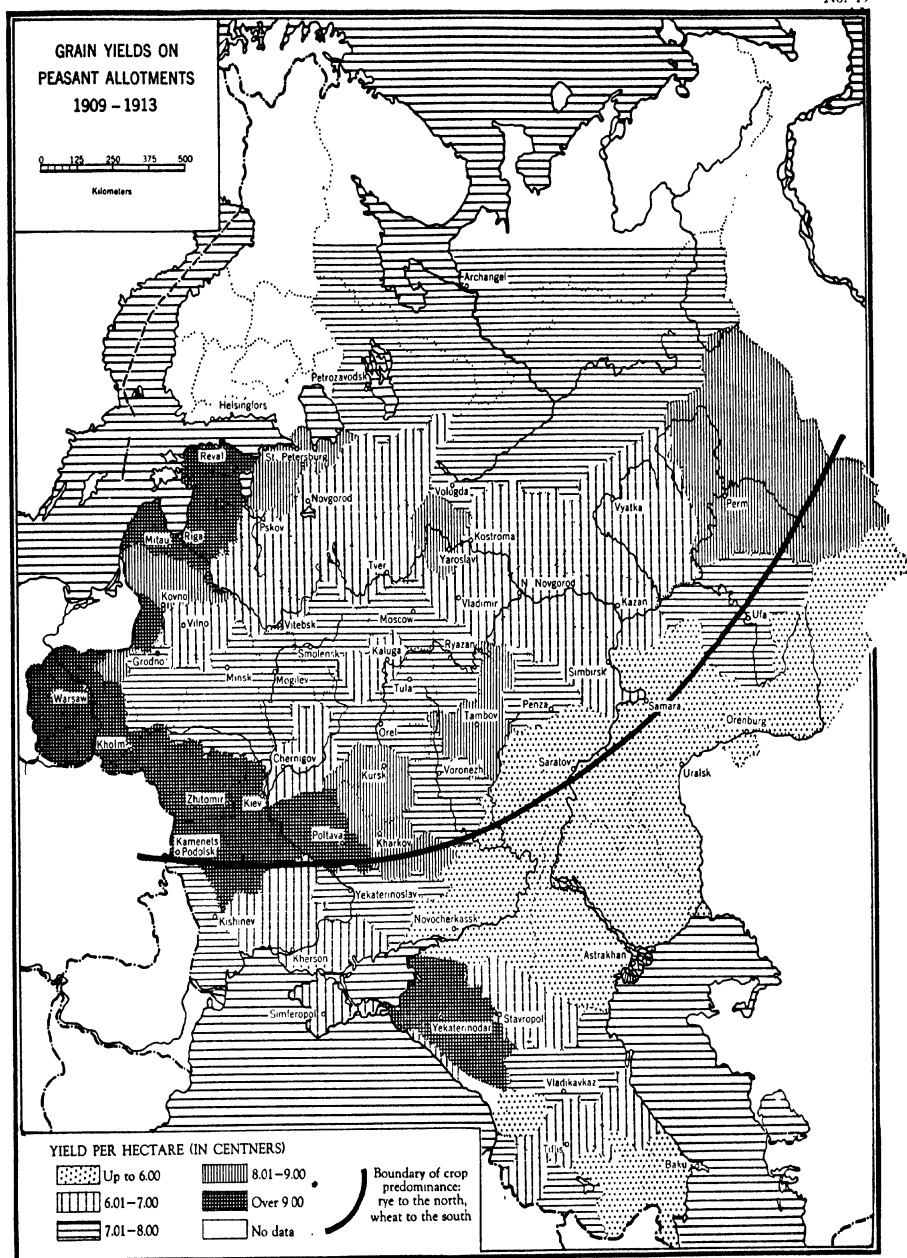 No. 19
GRAIN YIELDS ON
PEASANT ALLOTMENTS
1909 – 1913
0 125 250 375 500
Kilometers
Archangel
Petrozavodsk
Helsingfors
Reval
St. Petersburg
Novgorod
Vologda
Vyatka
Perm
Pskov
Mitau
Riga
Kostroma
Yaroslavl
Tver
Kovno
Vladimir
N. Novgorod
Kazan
Vilno
Vitebsk
Moscow
Ufa
Smolensk
Kaluga
Ryazan
Grodno
Minsk
Mogilev
Tula
Simbirsk
Warsaw
Penza
Samara
Tambov
Orenburg
Orel
Kholm
Chernigov
Kursk
Voronezh
Saratov
Uralsk
Zhitomir
Kiev
Poltava
Kharkov
Kamenets
Podolsk
Yekaterinoslav
Kishinev
Novocherkassk
Kherson
Astrakhan
Simferopol
Yekaterinodar
Stavropol
Vladikavkaz
Tiflis
Baku
YIELD PER HECTARE (IN CENTNERS)
Up to 6.00
6.01–7.00
7.01–8.00
8.01–9.00
Over 9 00
No data
Boundary of crop
predominance:
rye to the north,
wheat to the south